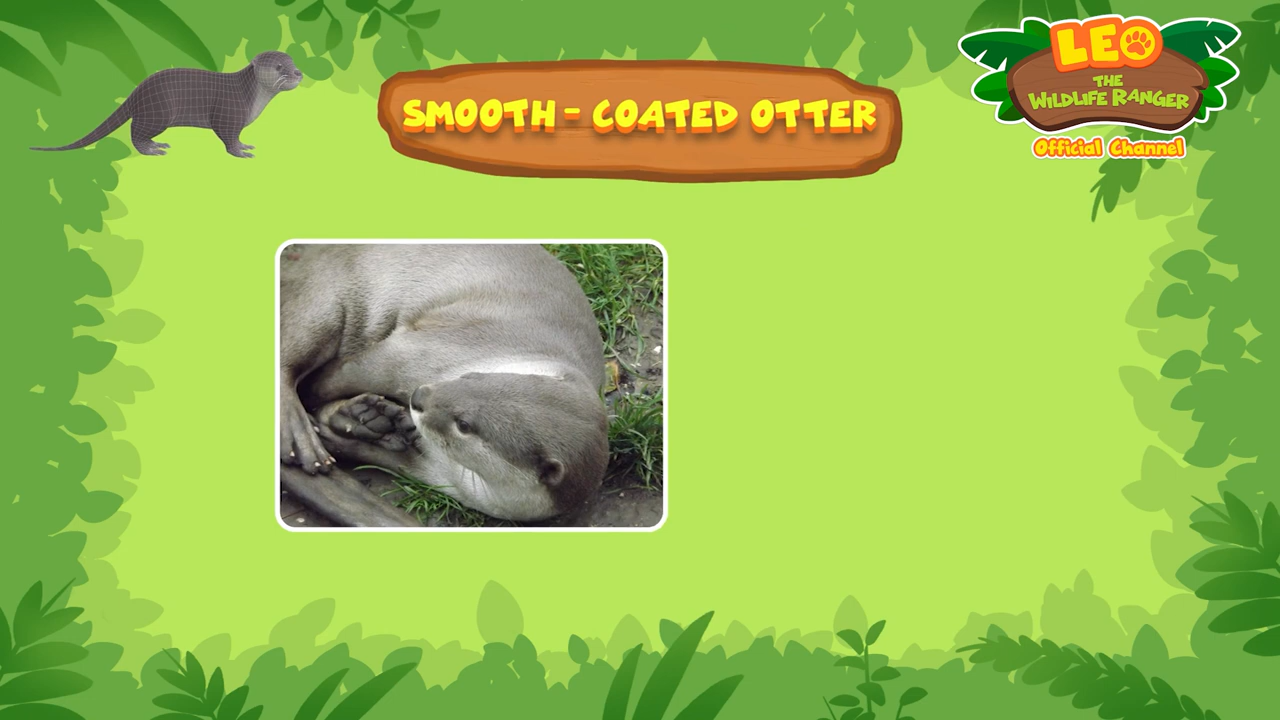 SMOOTH - COATED OTTER
LEO
THE
WILDLIFE RANGER
Official Channel